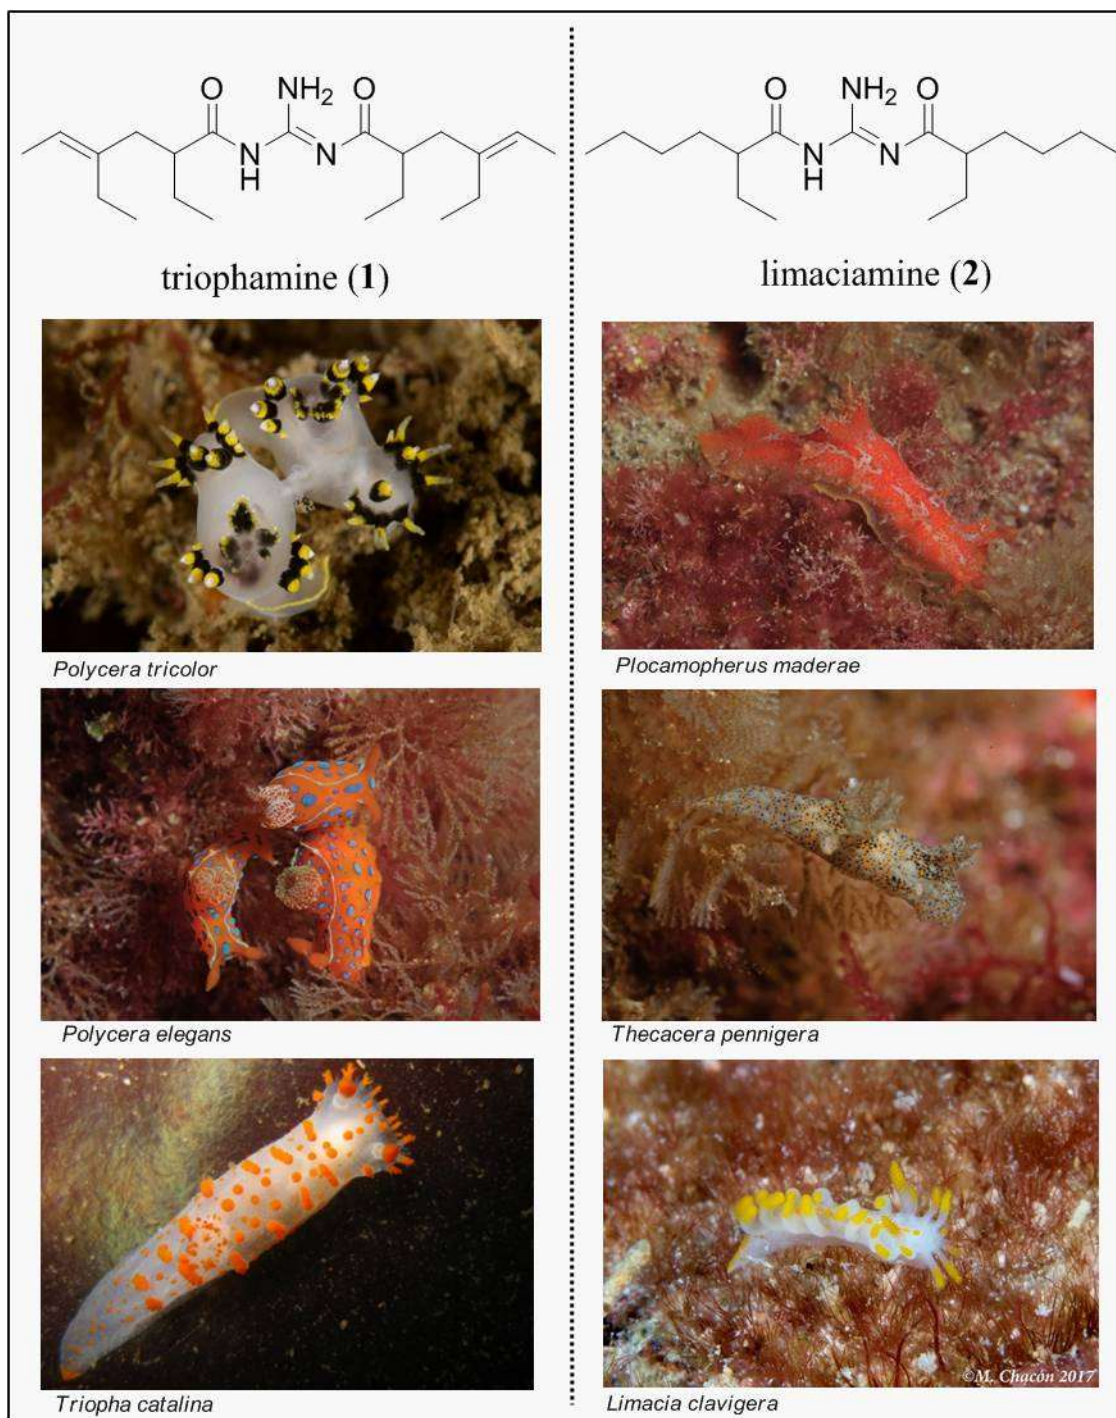 O NH2 O
N
H
N
triophamine (1)
O NH2 O
N
H
N
limaciamine (2)
Polycera tricolor
Plocamopherus maderae
Polycera elegans
Thecacera pennigera
Triopha catalina
©M. Chacón 2017
Limacia clavigera